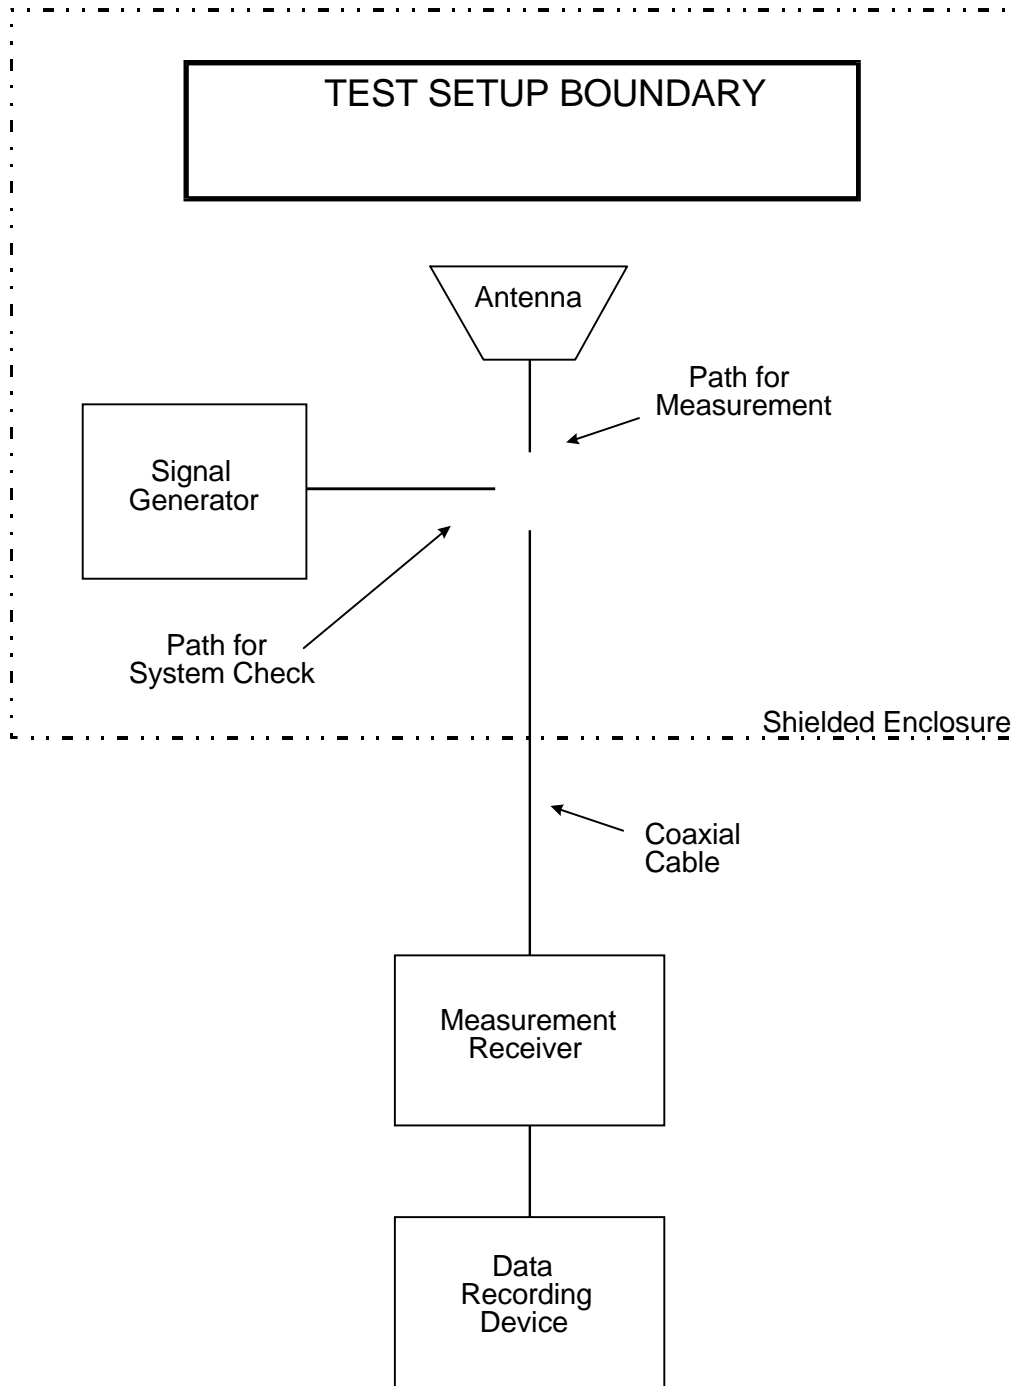 TEST SETUP BOUNDARY
Antenna
Path for
Measurement
Signal
Generator
Path for
System Check
Shielded Enclosure
Coaxial
Cable
Measurement
Receiver
Data
Recording
Device